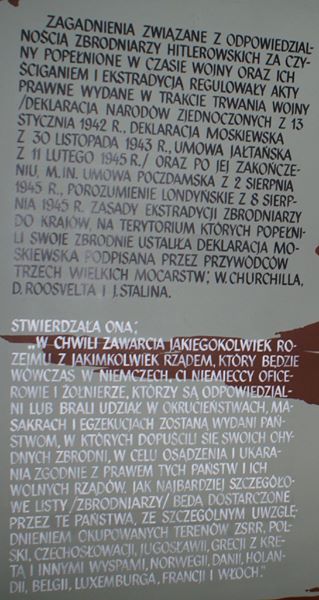 ZAGADNIENIA ZWIĄZANE Z ODPOWIEDZIAL-
NOŚCIĄ ZBRODNIARZY HITLEROWSKICH ZA CZY-
NY POPEŁNIONE W CZASIE WOJNY ORAZ ICH
ŚCIGANIEM I EKSTRADYCJĄ REGULOWAŁY AKTY
PRAWNE WYDANE W TRAKCIE TRWANIA WOJNY
/DEKLARACJA NARODÓW ZJEDNOCZONYCH Z 13
STYCZNIA 1942 R., DEKLARACJA MOSKIEWSKA
Z 30 LISTOPADA 1943 R., UMOWA JAŁTAŃSKA
Z 11 LUTEGO 1945 R./ ORAZ PO JEJ ZAKOŃCZE-
NIU, M.IN. UMOWA POCZDAMSKA Z 2 SIERPNIA
1945 R., POROZUMIENIE LONDYŃSKIE Z 8 SIERP-
NIA 1945 R. ZASADY EKSTRADYCJI ZBRODNIARZY
DO KRAJÓW, NA TERYTORIUM KTÓRYCH POPEŁNI-
LI SWOJE ZBRODNIE USTALIŁA DEKLARACJA MO-
SKIEWSKA PODPISANA PRZEZ PRZYWÓDCÓW
TRZECH WIELKICH MOCARSTW; W.CHURCHILLA,
D. ROOSVELTA I J.STALINA.
STWIERDZAŁA ONA;
„W CHWILI ZAWARCIA JAKIEGOKOLWIEK RO-
ZEJMU Z JAKIMKOLWIEK RZĄDEM, KTÓRY BĘDZIE
WÓWCZAS W NIEMCZECH, CI NIEMIECCY OFICE-
ROWIE I ŻOŁNIERZE, KTÓRZY SĄ ODPOWIEDZIAL-
NI LUB BRALI UDZIAŁ W OKRUCIEŃSTWACH, MA-
SAKRACH I EGZEKUCJACH ZOSTANĄ WYDANI PAŃ-
STWOM, W KTÓRYCH DOPUŚCILI SIĘ SWOICH OHY-
DNYCH ZBRODNI, W CELU OSĄDZENIA I UKARA-
NIA ZGODNIE Z PRAWEM TYCH PAŃSTW I ICH
WOLNYCH RZĄDÓW. JAK NAJBARDZIEJ SZCZEGÓŁO-
WE LISTY /ZBRODNIARZY/ BĘDĄ DOSTARCZONE
PRZEZ TE PAŃSTWA, ZE SZCZEGÓLNYM UWZGLĘ-
DNIENIEM OKUPOWANYCH TERENÓW ZSRR, POL-
SKI, CZECHOSŁOWACJI, JUGOSŁAWII, GRECJI Z KRE-
TĄ I INNYMI WYSPAMI, NORWEGII, DANII, HOLAN-
DII, BELGII, LUXEMBURGA, FRANCJI I WŁOCH."